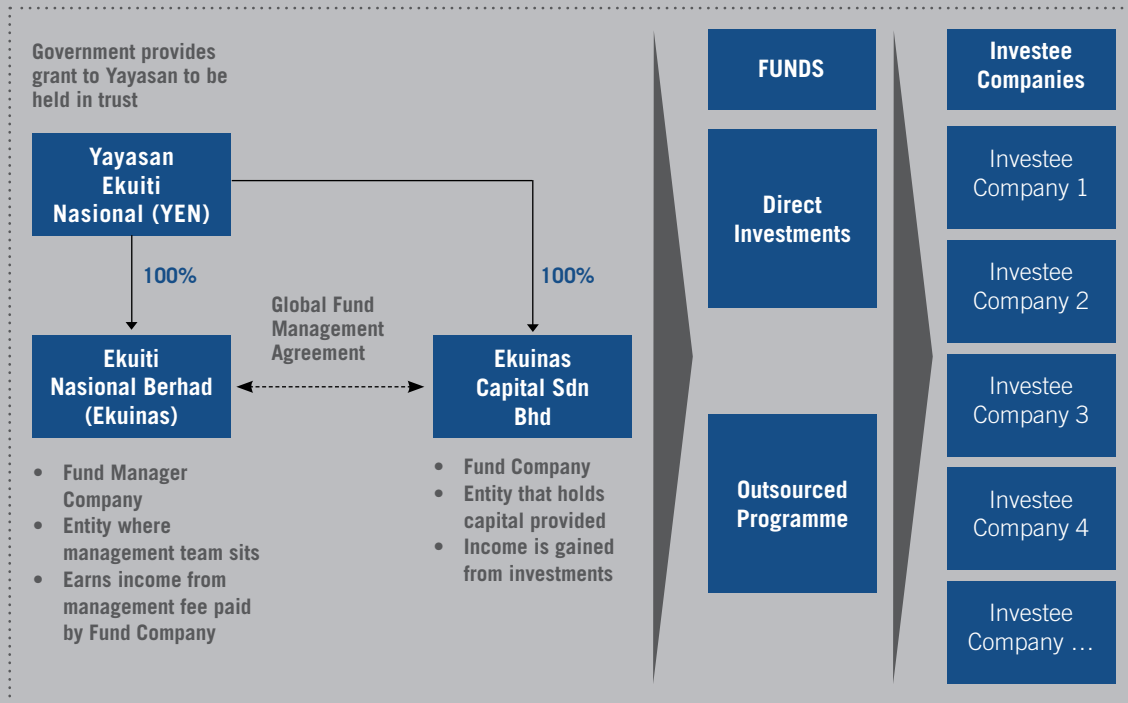 Government provides
grant to Yayasan to be
held in trust
Yayasan
Ekuiti
Nasional (YEN)
100%
100%
Global Fund
Management
Agreement
Ekuiti
Nasional Berhad
(Ekuinas)
Ekuinas
Capital Sdn
Bhd
• Fund Manager
Company
• Entity where
management team sits
• Earns income from
management fee paid
by Fund Company
• Fund Company
• Entity that holds
capital provided
• Income is gained
from investments
FUNDS
Direct
Investments
Outsourced
Programme
Investee
Companies
Investee
Company 1
Investee
Company 2
Investee
Company 3
Investee
Company 4
Investee
Company ...